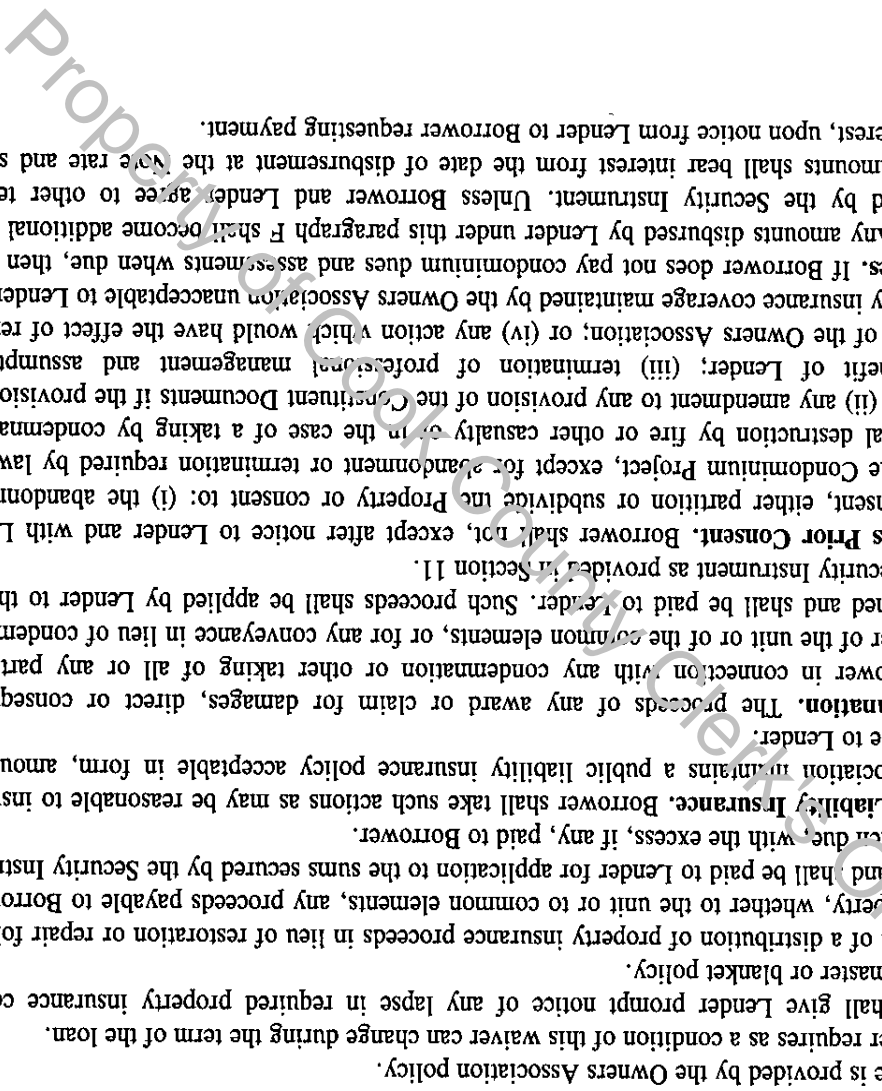 e is provided by the Owners Association policy.
er requires as a condition of this waiver can change during the term of the loan.
hall give Lender prompt notice of any lapse in required property insurance co
master or blanket policy.
of a distribution of property insurance proceeds in lieu of restoration or repair fol
perty, whether to the unit or to common elements, any proceeds payable to Borro
and shall be paid to Lender for application to the sums secured by the Security Instr
en due, with the excess, if any, paid to Borrower.
Liability Insurance. Borrower shall take such actions as may be reasonable to ins
ociation maintains a public liability insurance policy acceptable in form, amou
e to Lender.
nnation. The proceeds of any award or claim for damages, direct or conseq
ower in connection with any condemnation or other taking of all or any part
er of the unit or of the common elements, or for any conveyance in lieu of condem
ned and shall be paid to Lender. Such proceeds shall be applied by Lender to th
ecurity Instrument as provided in Section 11.
s Prior Consent. Borrower shall not, except after notice to Lender and with L
nsent, either partition or subdivide the Property or consent to: (i) the abandonm
e Condominium Project, except for abandonment or termination required by law
al destruction by fire or other casualty or in the case of a taking by condemna
(ii) any amendment to any provision of the Constituent Documents if the provisio
nefit of Lender; (iii) termination of professional management and assumpt
of the Owners Association; or (iv) any action which would have the effect of re
y insurance coverage maintained by the Owners Association unacceptable to Lender
es. If Borrower does not pay condominium dues and assessments when due, then
Any amounts disbursed by Lender under this paragraph F shall become additional
d by the Security Instrument. Unless Borrower and Lender agree to other te
amounts shall bear interest from the date of disbursement at the Note rate and s
erest, upon notice from Lender to Borrower requesting payment.
Property of Cook County Clerk's O